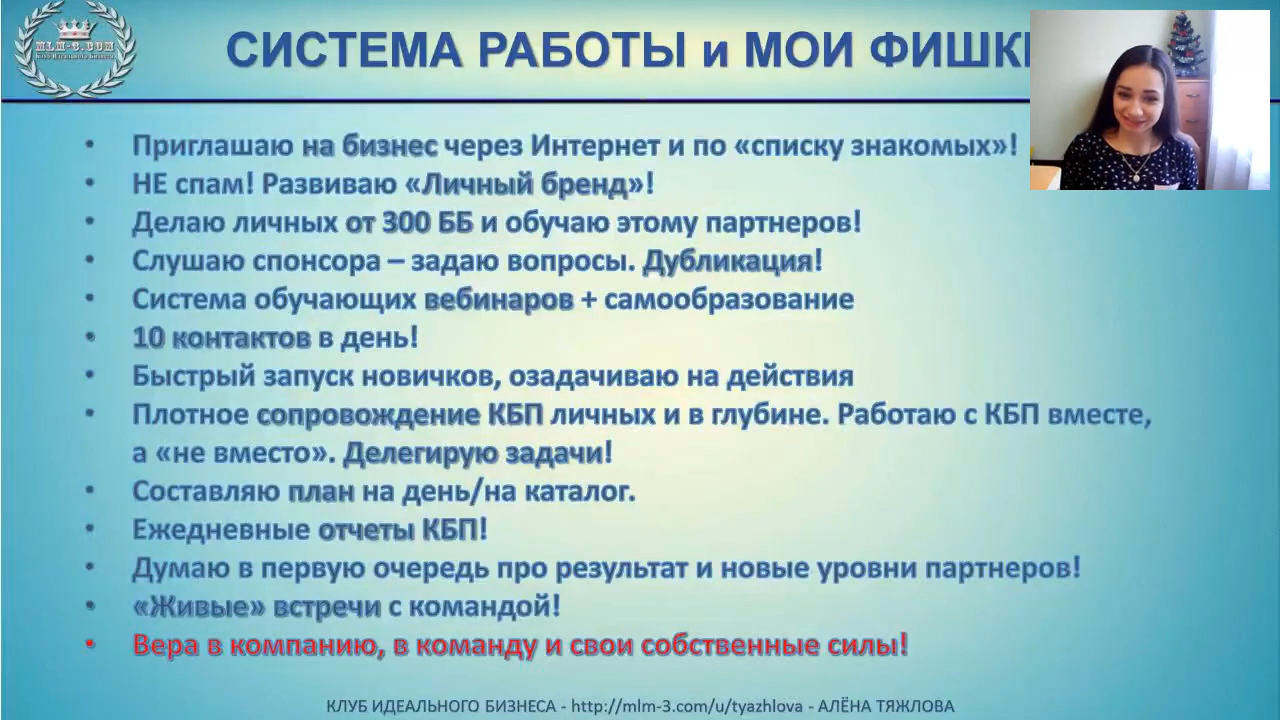 MLM-3.COM
Клуб Идеального Бизнеса
СИСТЕМА РАБОТЫ и МОИ
• Приглашаю на бизнес через Интернет и по «списку знакомых»!
• НЕ спам! Развиваю «Личный бренд»!
• Делаю личных от 300 ББ и обучаю этому партнеров!
• Слушаю спонсора – задаю вопросы. Дубликация!
• Система обучающих вебинаров + самообразование
• 10 контактов в день!
• Быстрый запуск новичков, озадачиваю на действия
• Плотное сопровождение КБП личных и в глубине. Работаю с КБП вместе,
а «не вместо». Делегирую задачи!
• Составляю план на день/на каталог.
• Ежедневные отчеты КБП!
• Думаю в первую очередь про результат и новые уровни партнеров!
• «Живые» встречи с командой!
• Вера в компанию, в команду и свои собственные силы!
КЛУБ ИДЕАЛЬНОГО БИЗНЕСА - http://mlm-3.com/u/tyazhlova - АЛЁНА ТЯЖЛОВА